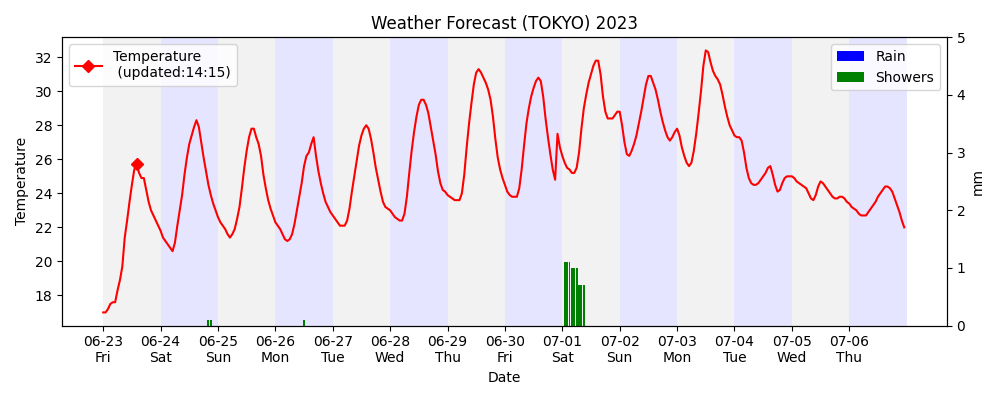 Weather Forecast (TOKYO) 2023
Temperature
(updated:14:15)
Rain
Showers
Temperature
32
30
28
26
24
22
20
18
5
4
3
2
1
0
mm
06-23 06-24 06-25 06-26 06-27 06-28 06-29 06-30 07-01 07-02 07-03 07-04 07-05 07-06
Fri Sat Sun Mon Tue Wed Thu Fri Sat Sun Mon Tue Wed Thu
Date